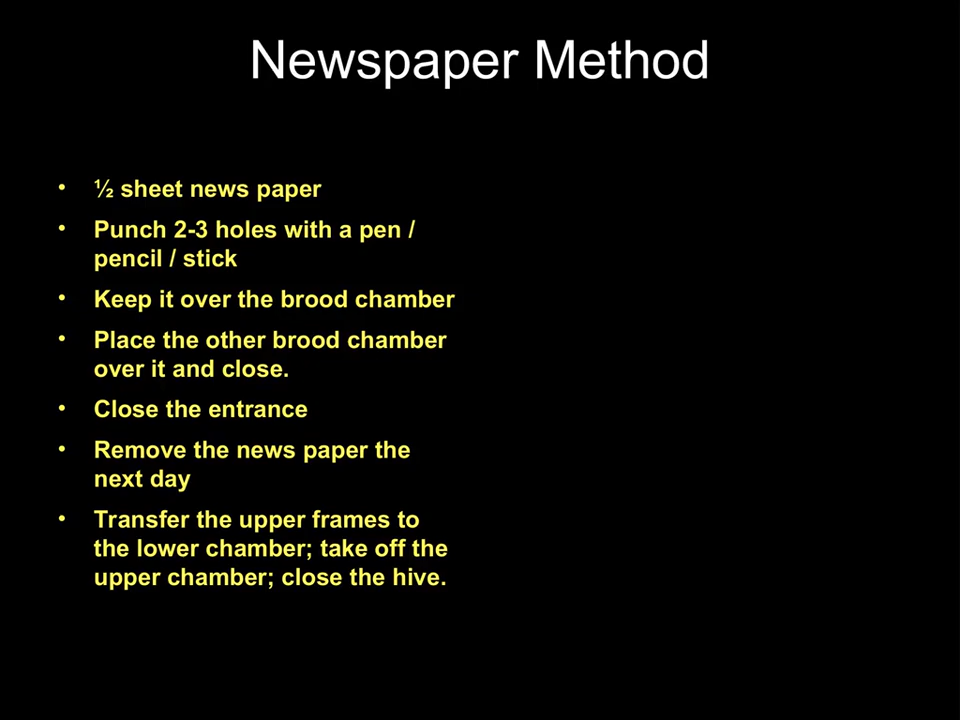 Newspaper Method
• ½ sheet news paper
• Punch 2-3 holes with a pen /
pencil / stick
• Keep it over the brood chamber
• Place the other brood chamber
over it and close.
• Close the entrance
• Remove the news paper the
next day
• Transfer the upper frames to
the lower chamber; take off the
upper chamber; close the hive.